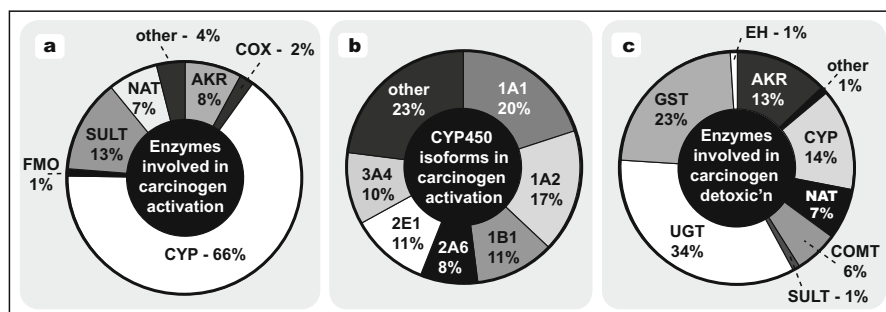 a
other - 4%
COX - 2%
NAT
7%
AKR
8%
SULT
13%
FMO
1%
Enzymes
involved in
carcinogen
activation
CYP - 66%
b
other
23%
1A1
20%
CYP450
isoforms in
carcinogen
activation
3A4
10%
1A2
17%
2E1
11%
2A6
8%
1B1
11%
c
EH - 1%
AKR
13%
other
1%
GST
23%
CYP
14%
Enzymes
involved in
carcinogen
detoxic'n
NAT
7%
UGT
34%
COMT
6%
SULT - 1%